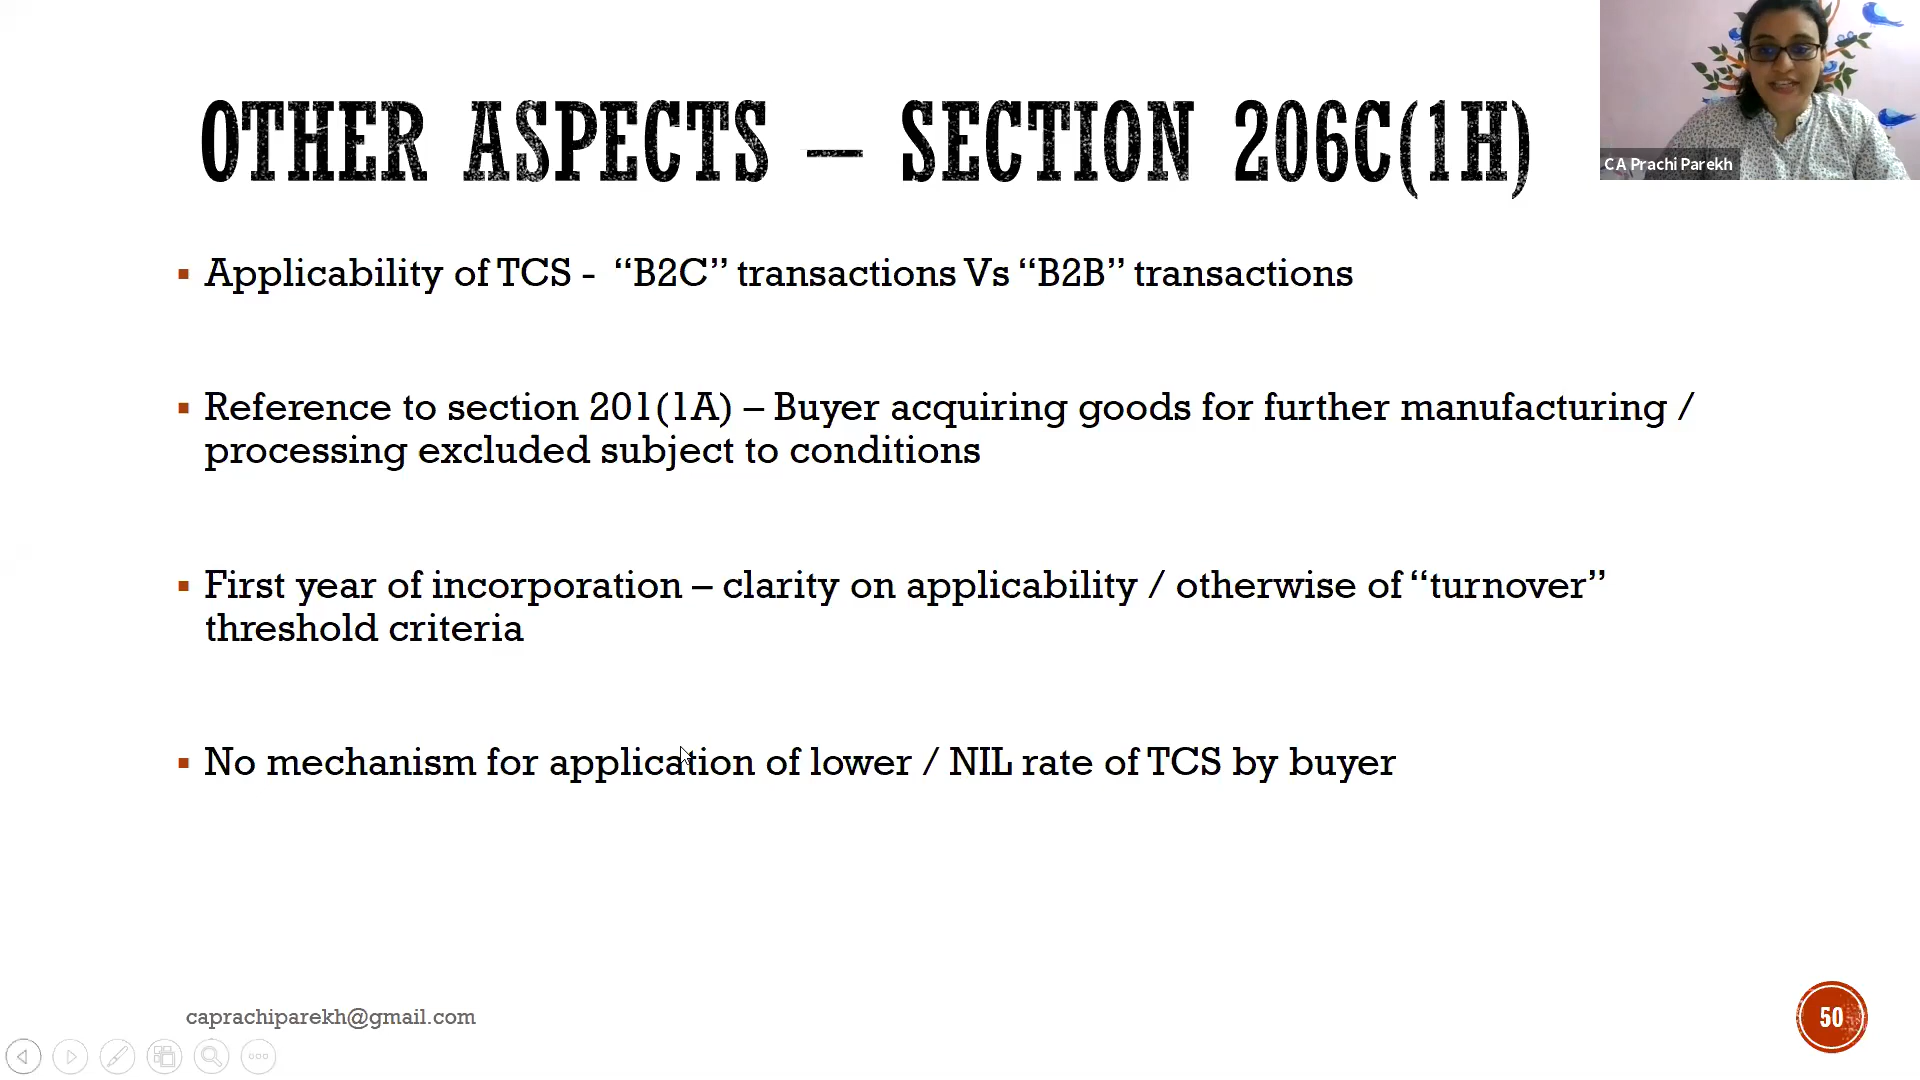 OTHER ASPECTS – SECTION 206C(1H)
CA Prachi Parekh
▪ Applicability of TCS - “B2C” transactions Vs “B2B” transactions
▪ Reference to section 201(1A) – Buyer acquiring goods for further manufacturing /
processing excluded subject to conditions
▪ First year of incorporation – clarity on applicability / otherwise of “turnover”
threshold criteria
▪ No mechanism for application of lower / NIL rate of TCS by buyer
caprachiparekh@gmail.com
50